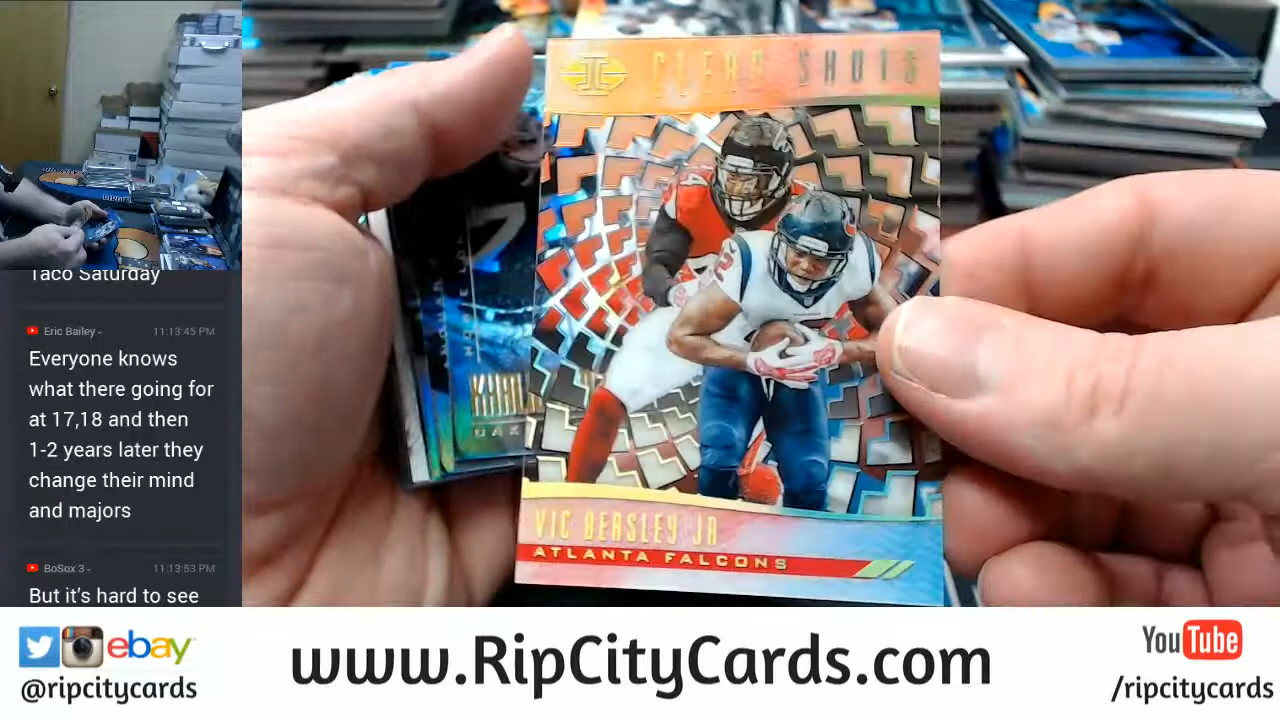 Taco Saturday
Eric Bailey - 11:13:45 PM
Everyone knows
what there going for
at 17,18 and then
1-2 years later they
change their mind
and majors
BoSox 3 - 11:13:53 PM
But it's hard to see
CLEAR SHOTS
VIC BEASLEY JR.
ATLANTA FALCONS
ebay
@ripcitycards
www.RipCityCards.com
YouTube
/ripcitycards